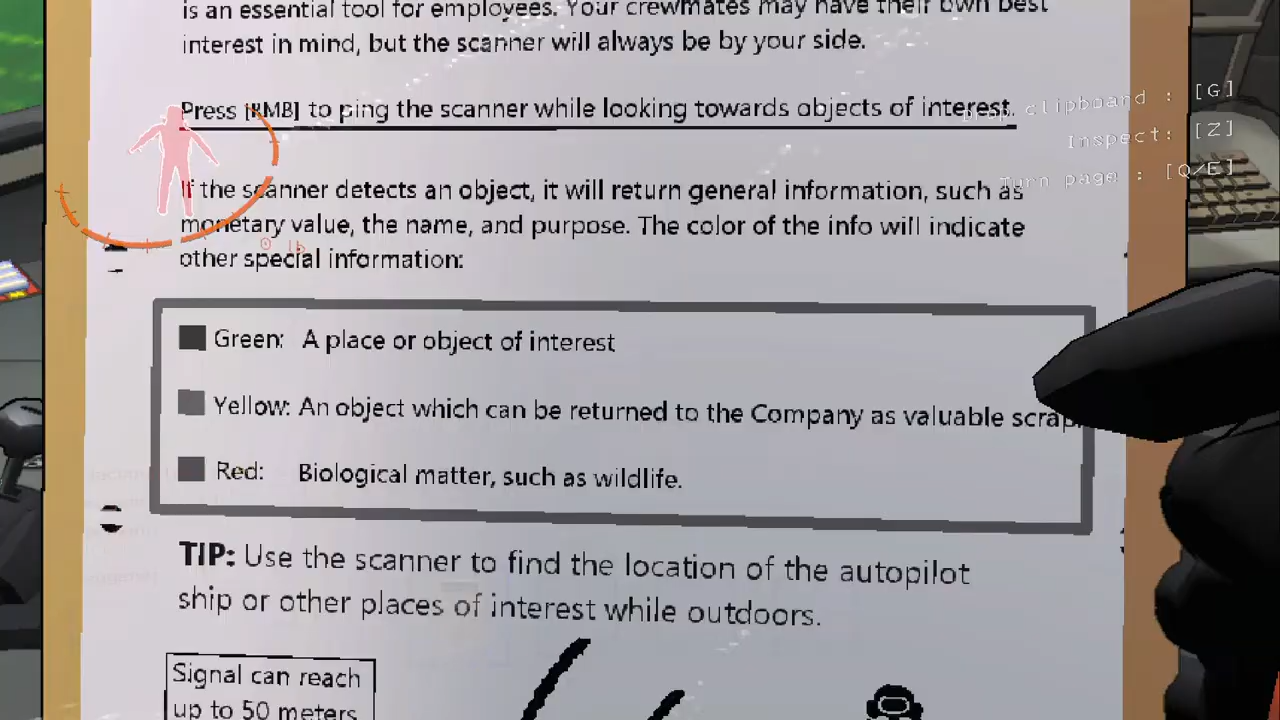 is an essential tool for employees. Your crewmates may have their own best
interest in mind, but the scanner will always be by your side.
Press [RMB] to ping the scanner while looking towards objects of interest.
Drop clipboard : [G]
Inspect: [Z]
Turn page : [Q/E]
If the scanner detects an object, it will return general information, such as
monetary value, the name, and purpose. The color of the info will indicate
other special information:
0 lb
Green: A place or object of interest
Yellow: An object which can be returned to the Company as valuable scrap.
Red: Biological matter, such as wildlife.
TIP: Use the scanner to find the location of the autopilot
ship or other places of interest while outdoors.
Signal can reach
up to 50 meters